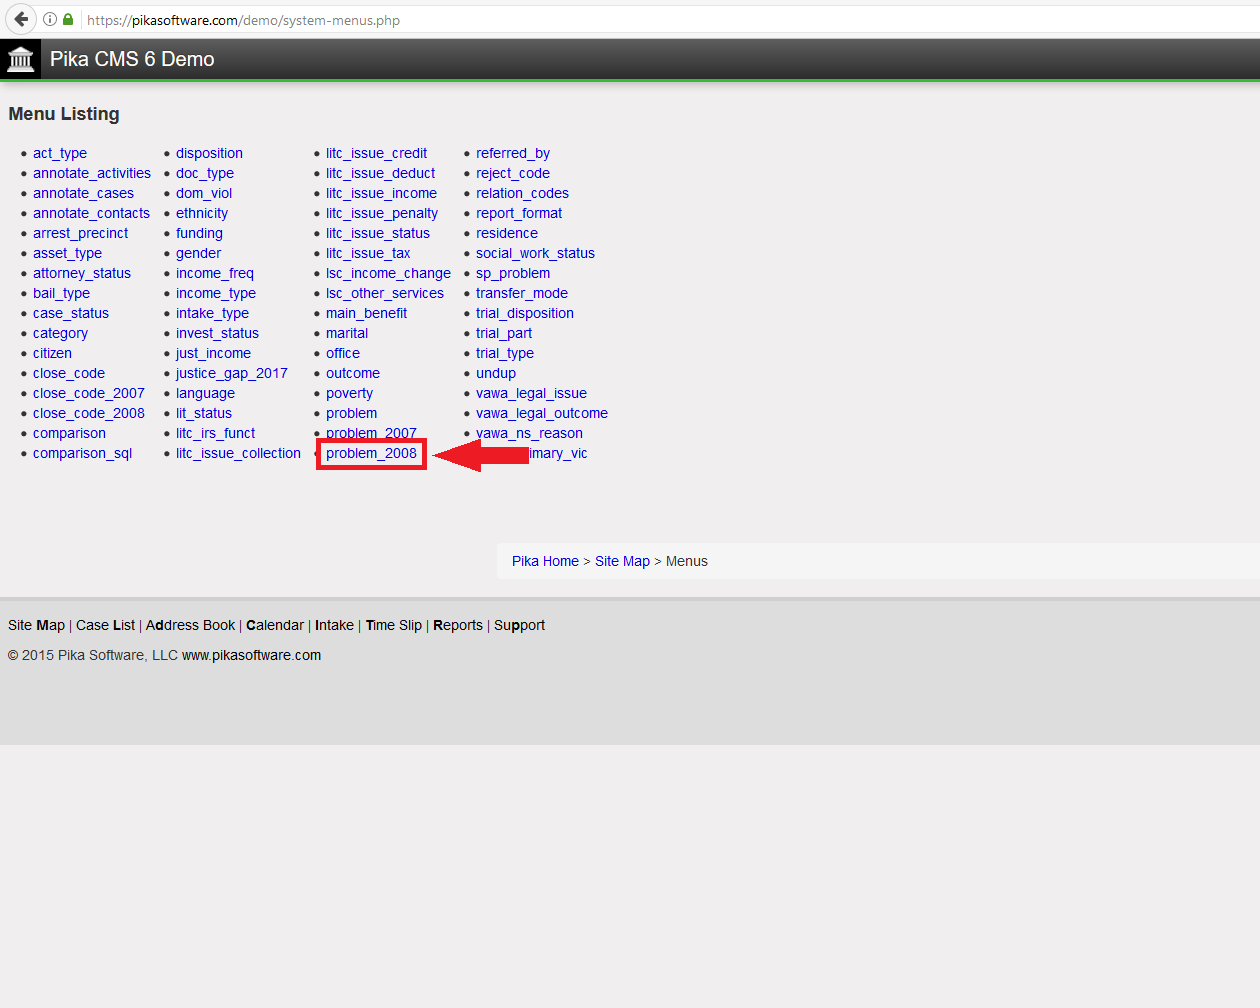 https://pikasoftware.com/demo/system-menus.php
Pika CMS 6 Demo
Menu Listing
act_type
annotate_activities
annotate_cases
annotate_contacts
arrest_precinct
asset_type
attorney_status
bail_type
case_status
category
citizen
close_code
close_code_2007
close_code_2008
comparison
comparison_sql
disposition
doc_type
dom_viol
ethnicity
funding
gender
income_freq
income_type
intake_type
invest_status
just_income
justice_gap_2017
language
lit_status
litc_irs_funct
litc_issue_collection
litc_issue_credit
litc_issue_deduct
litc_issue_income
litc_issue_penalty
litc_issue_status
litc_issue_tax
lsc_income_change
lsc_other_services
main_benefit
marital
office
outcome
poverty
problem
problem_2007
problem_2008
referred_by
reject_code
relation_codes
report_format
residence
social_work_status
sp_problem
transfer_mode
trial_disposition
trial_part
trial_type
undup
vawa_legal_issue
vawa_legal_outcome
vawa_ns_reason
Pika Home > Site Map > Menus
Site Map | Case List | Address Book | Calendar | Intake | Time Slip | Reports | Support
© 2015 Pika Software, LLC www.pikasoftware.com